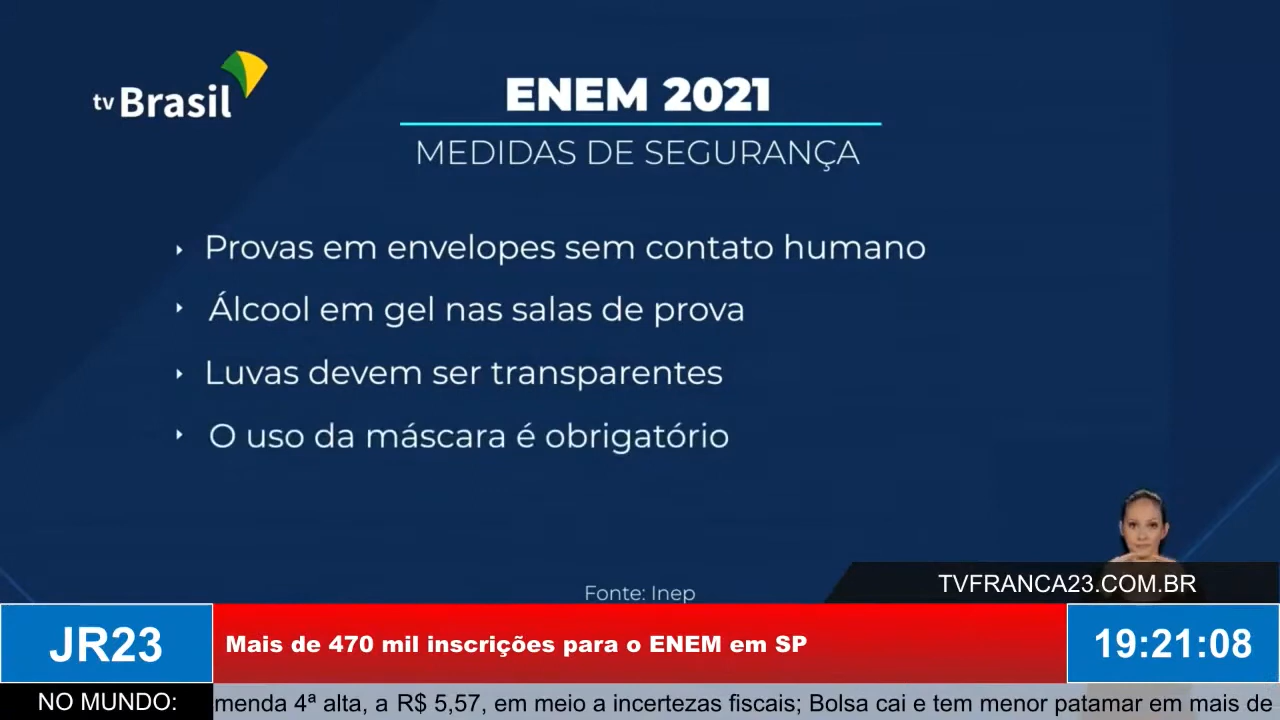 tv Brasil
ENEM 2021
MEDIDAS DE SEGURANÇA
Provas em envelopes sem contato humano
Álcool em gel nas salas de prova
Luvas devem ser transparentes
O uso da máscara é obrigatório
Fonte: Inep
TVFRANCA23.COM.BR
JR23
Mais de 470 mil inscrições para o ENEM em SP
19:21:08
NO MUNDO:
menda 4ª alta, a R$ 5,57, em meio a incertezas fiscais; Bolsa cai e tem menor patamar em mais de